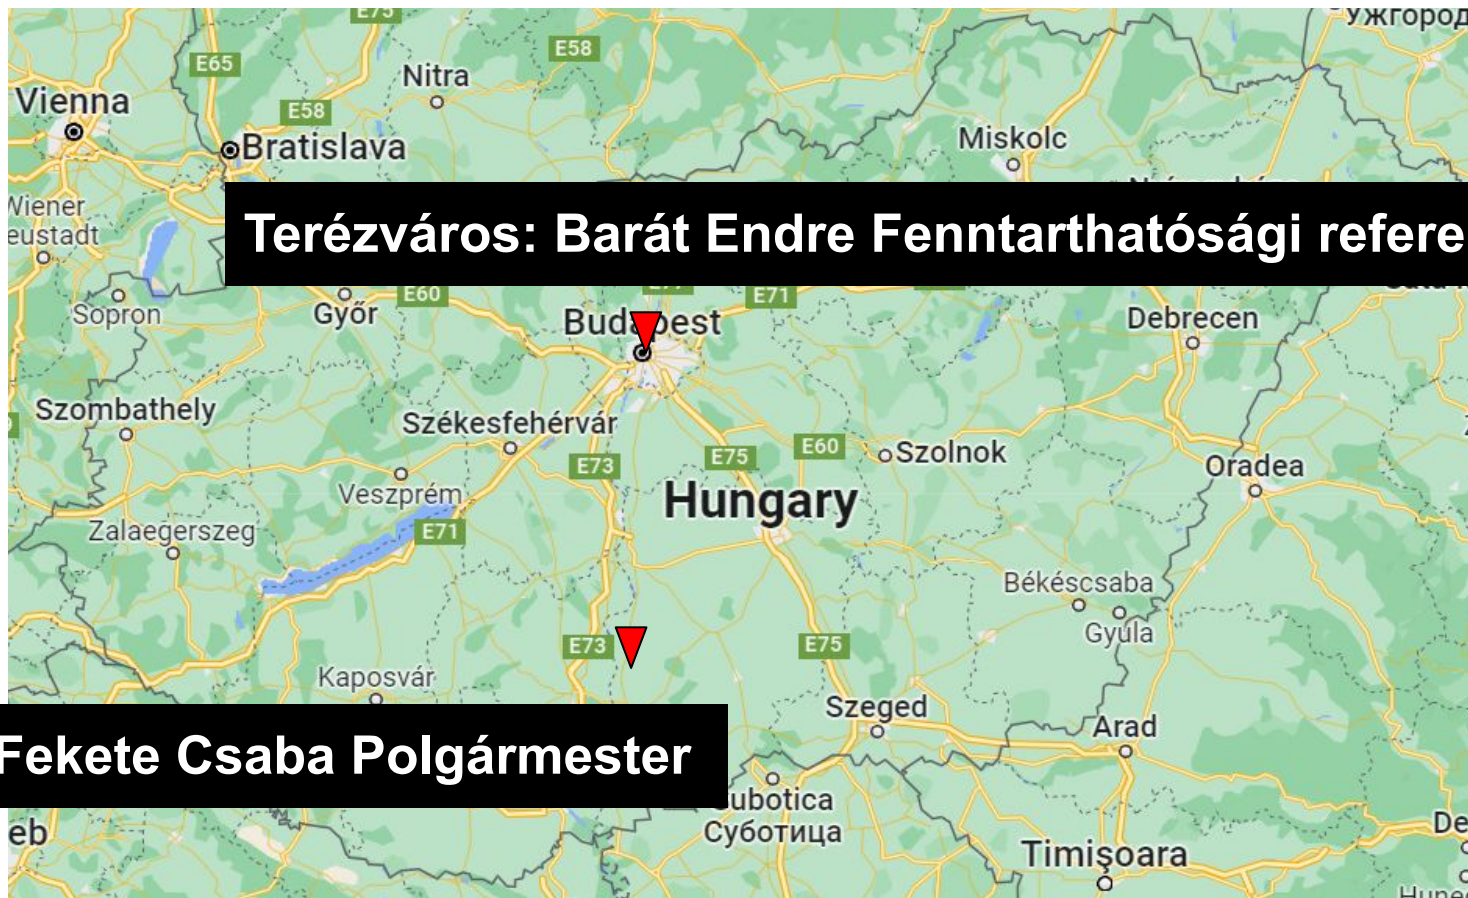 E75
Ужгород
E65
E58
Nitra
Vienna
E58
Bratislava
Miskolc
Wiener
eustadt
Terézváros: Barát Endre Fenntarthatósági refere
Sopron
Győr
E60
E71
Budapest
Debrecen
Szombathely
Székesfehérvár
E73
E75
E60
Szolnok
Oradea
Veszprém
Hungary
Zalaegerszeg
E71
Békéscsaba
Gyula
E73
E75
Kaposvár
Szeged
Arad
Fekete Csaba Polgármester
Subotica
Суботица
eb
De
Timişoara